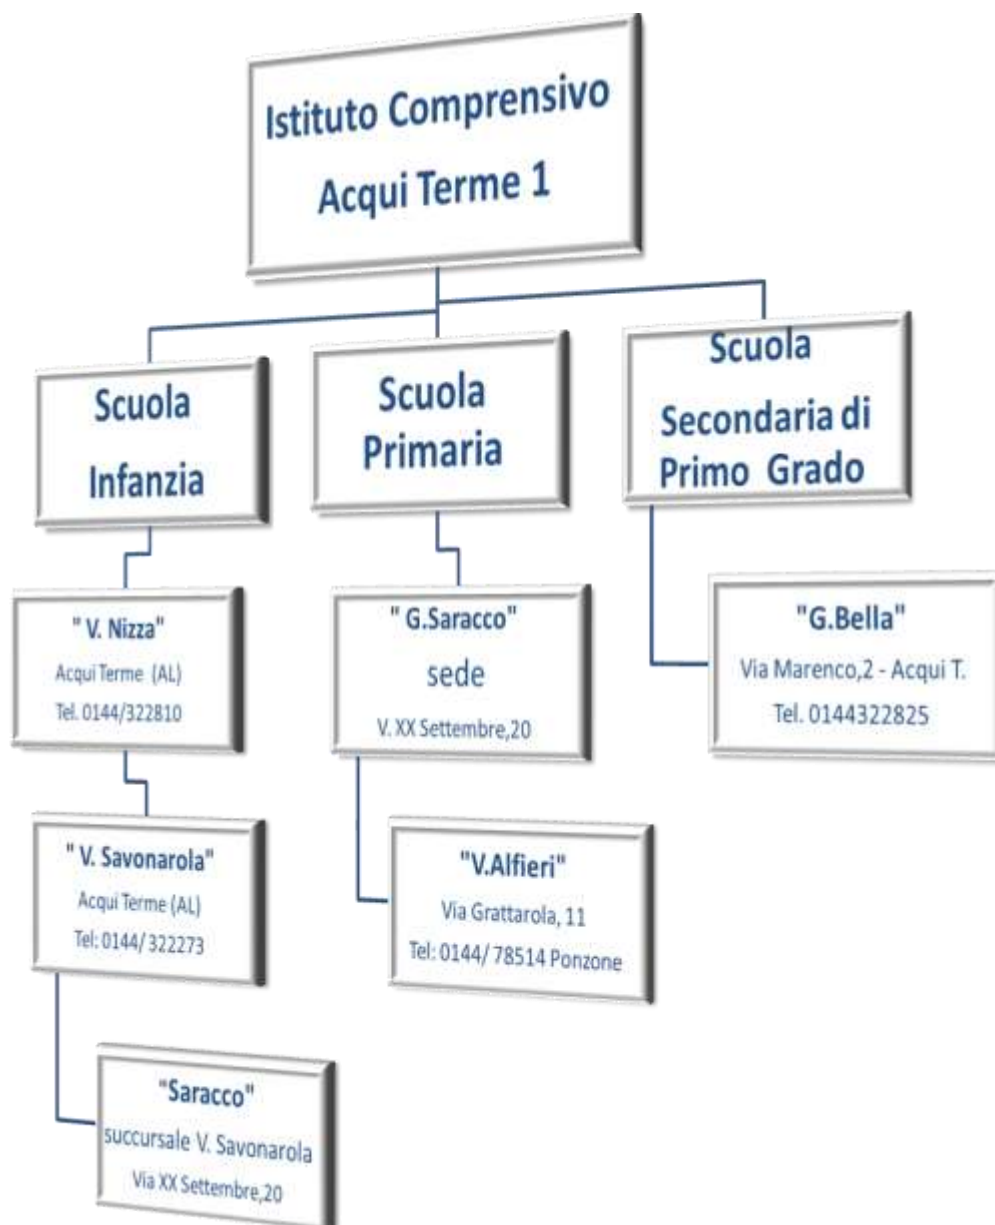 Istituto Comprensivo
Acqui Terme 1
Scuola
Infanzia
Scuola
Primaria
Scuola
Secondaria di
Primo Grado
" V. Nizza"
Acqui Terme (AL)
Tel. 0144/322810
" G.Saracco"
sede
V. XX Settembre,20
"G.Bella"
Via Marenco,2 - Acqui T.
Tel. 0144322825
" V. Savonarola"
Acqui Terme (AL)
Tel: 0144/ 322273
"V.Alfieri"
Via Grattarola, 11
Tel: 0144/ 78514 Ponzone
"Saracco"
succursale V. Savonarola
Via XX Settembre,20